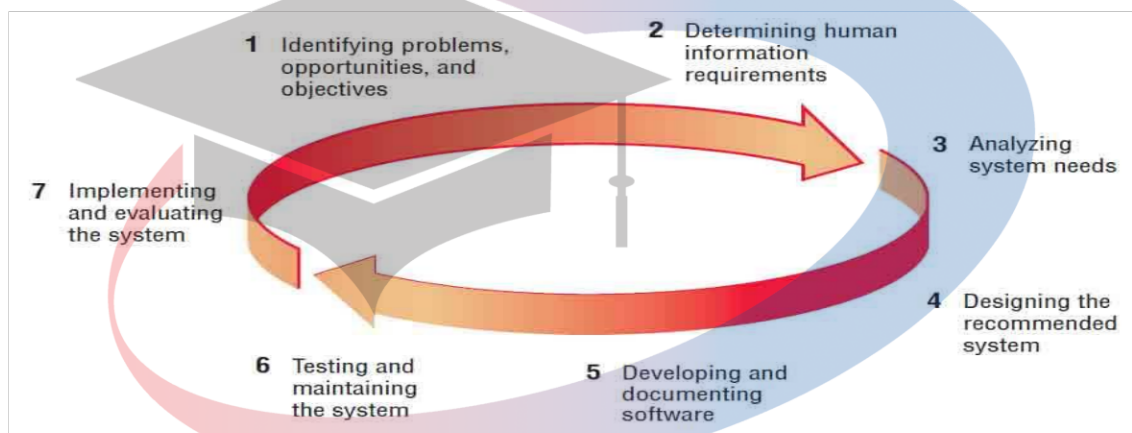 1 Identifying problems,
opportunities, and
objectives
2 Determining human
information
requirements
3 Analyzing
system needs
4 Designing the
recommended
system
5 Developing and
documenting
software
6 Testing and
maintaining
the system
7 Implementing
and evaluating
the system